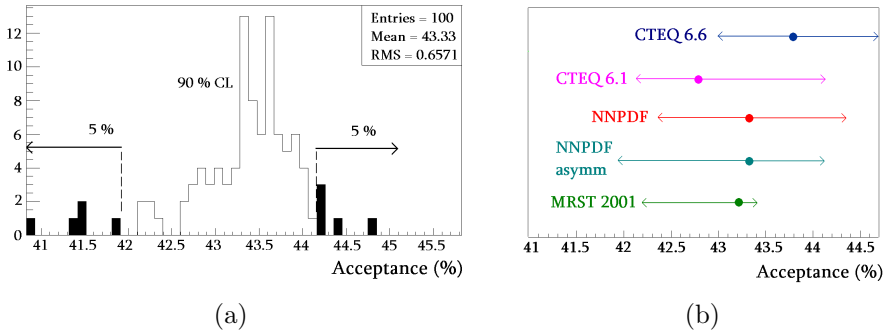 Entries = 100
Mean = 43.33
RMS = 0.6571
90 % CL
5 %
5 %
12
10
8
6
4
2
0
41 41.5 42 42.5 43 43.5 44 44.5 45 45.5
Acceptance (%)
(a)
CTEQ 6.6
CTEQ 6.1
NNPDF
NNPDF
asymm
MRST 2001
41 41.5 42 42.5 43 43.5 44 44.5
Acceptance (%)
(b)